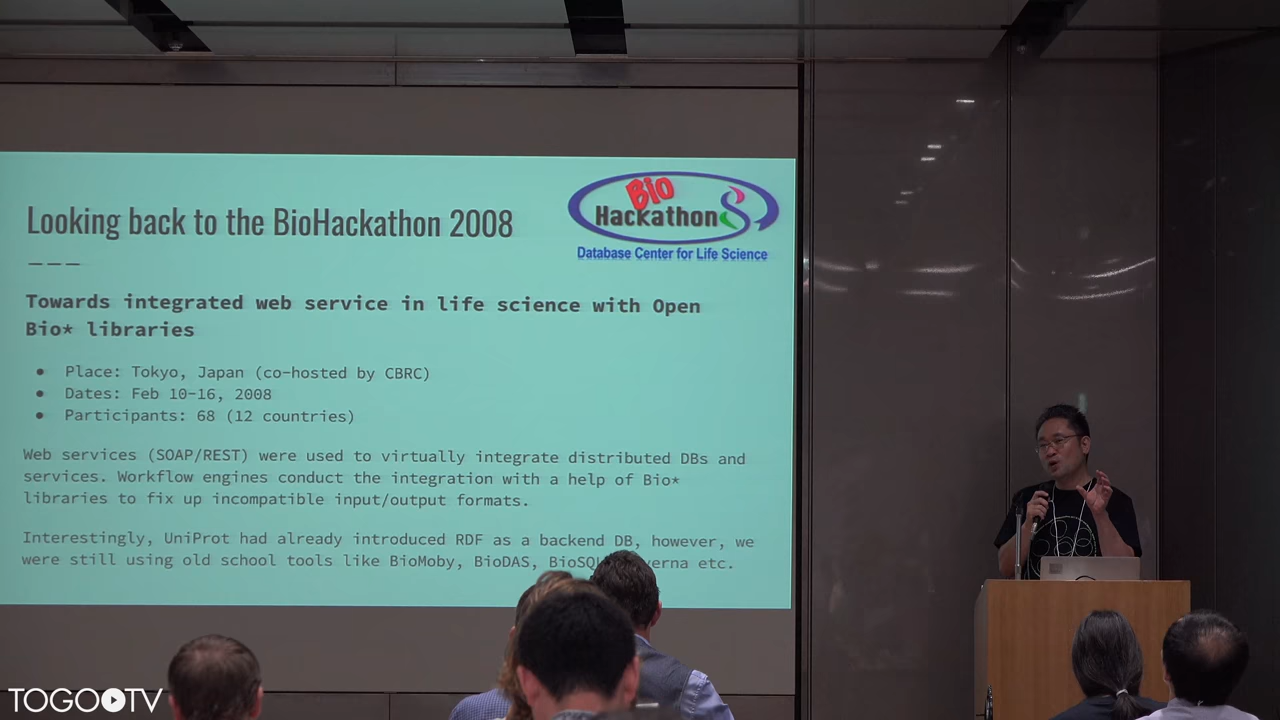 Bio
Hackathon
Database Center for Life Science
Looking back to the BioHackathon 2008
Towards integrated web service in life science with Open
Bio* libraries
● Place: Tokyo, Japan (co-hosted by CBRC)
● Dates: Feb 10-16, 2008
● Participants: 68 (12 countries)
Web services (SOAP/REST) were used to virtually integrate distributed DBs and
services. Workflow engines conduct the integration with a help of Bio*
libraries to fix up incompatible input/output formats.
Interestingly, UniProt had already introduced RDF as a backend DB, however, we
were still using old school tools like BioMoby, BioDAS, etc.
TOGO TV